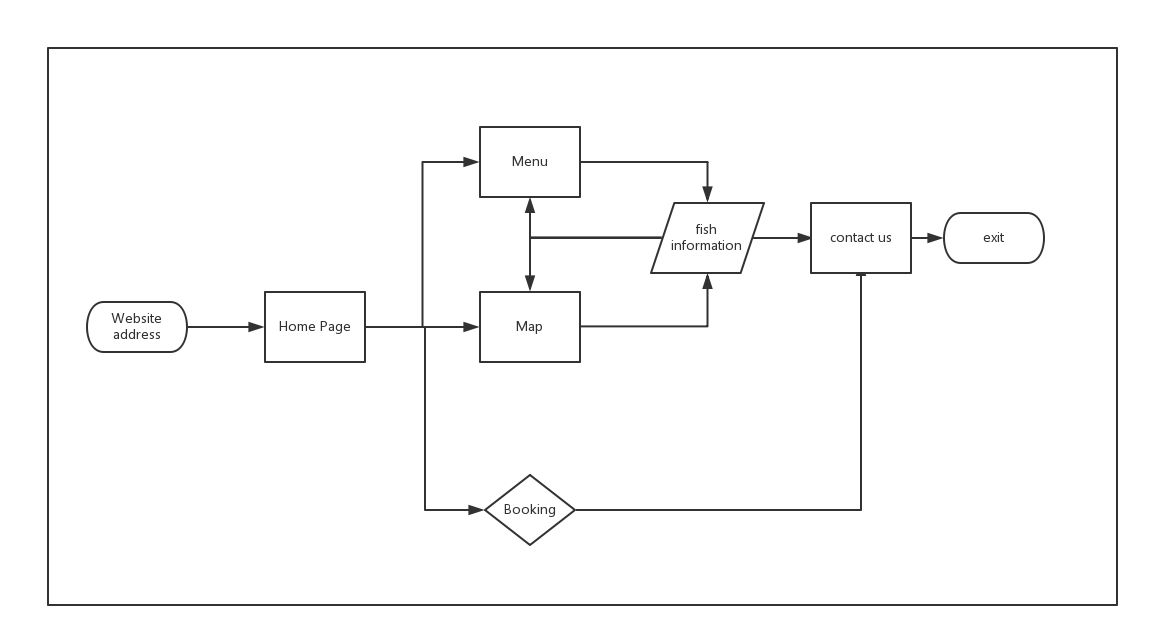 Menu
fish
information
contact us
exit
Website
address
Home Page
Map
Booking